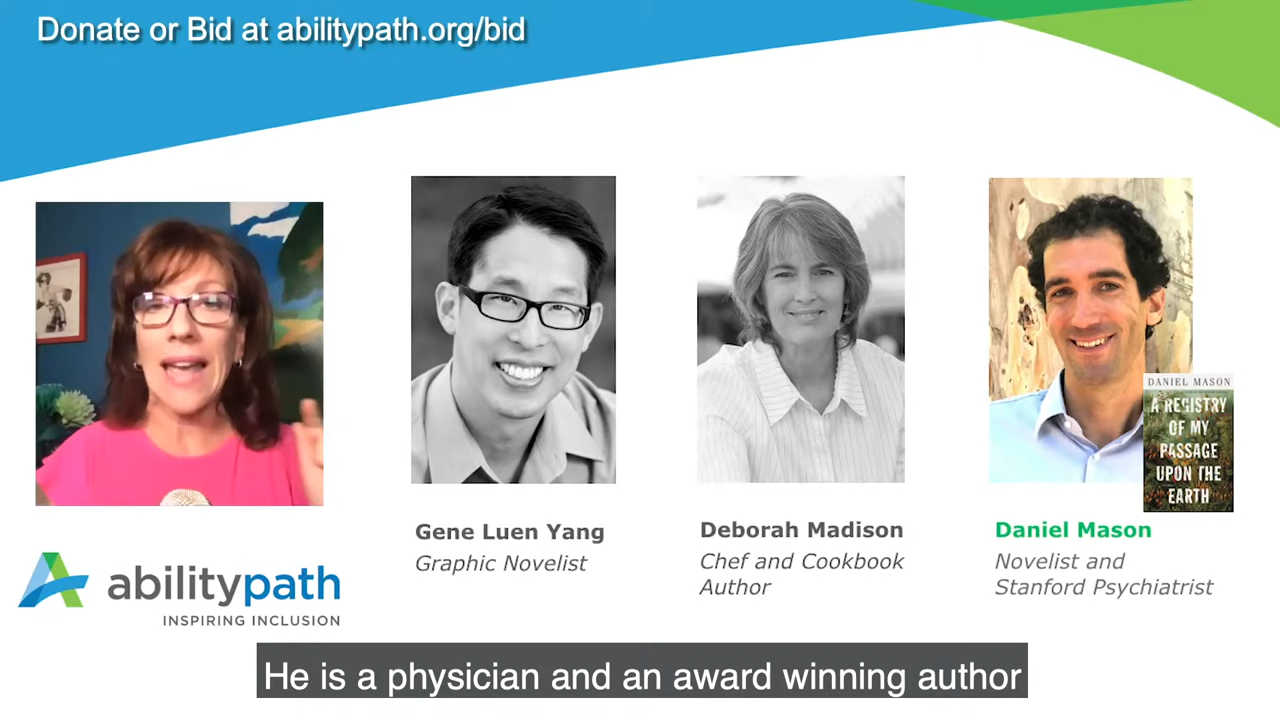 Donate or Bid at abilitypath.org/bid
DANIEL MASON
A REGISTRY
OF MY
PASSAGE
UPON THE
EARTH
Gene Luen Yang
Graphic Novelist
Deborah Madison
Chef and Cookbook
Author
Daniel Mason
Novelist and
Stanford Psychiatrist
abilitypath
INSPIRING INCLUSION
He is a physician and an award winning author